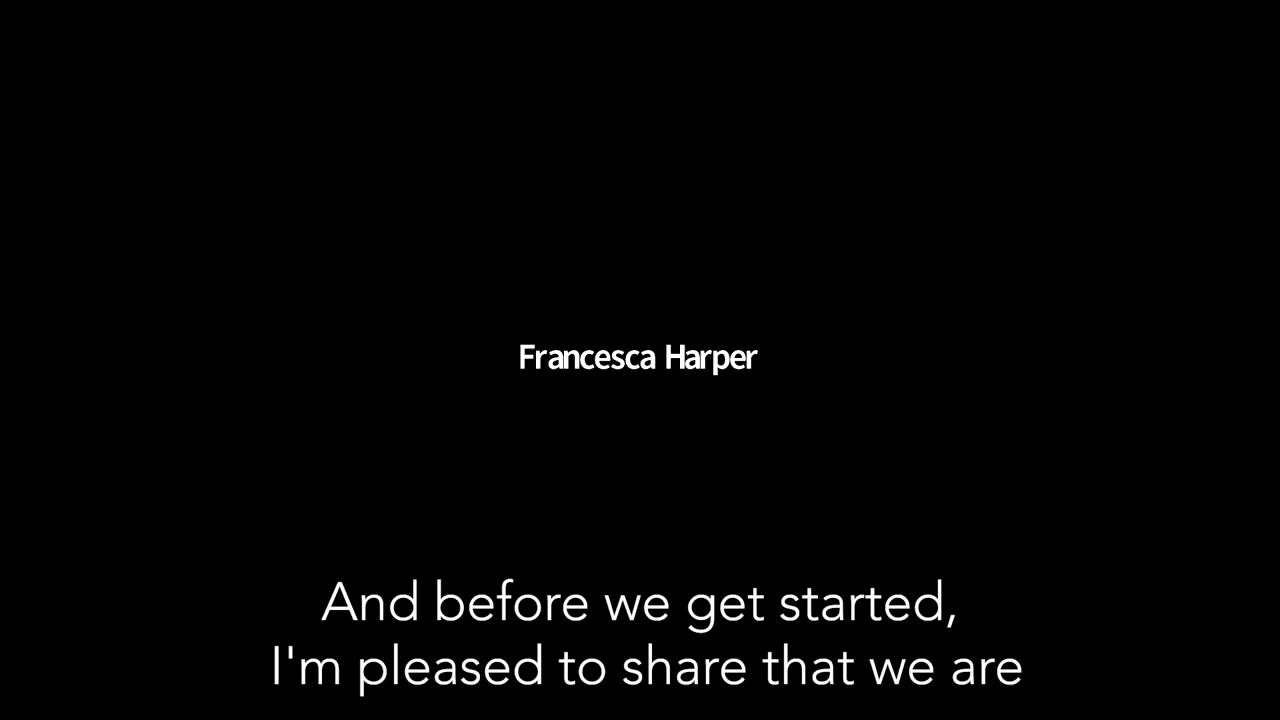 Francesca Harper
And before we get started,
I'm pleased to share that we are